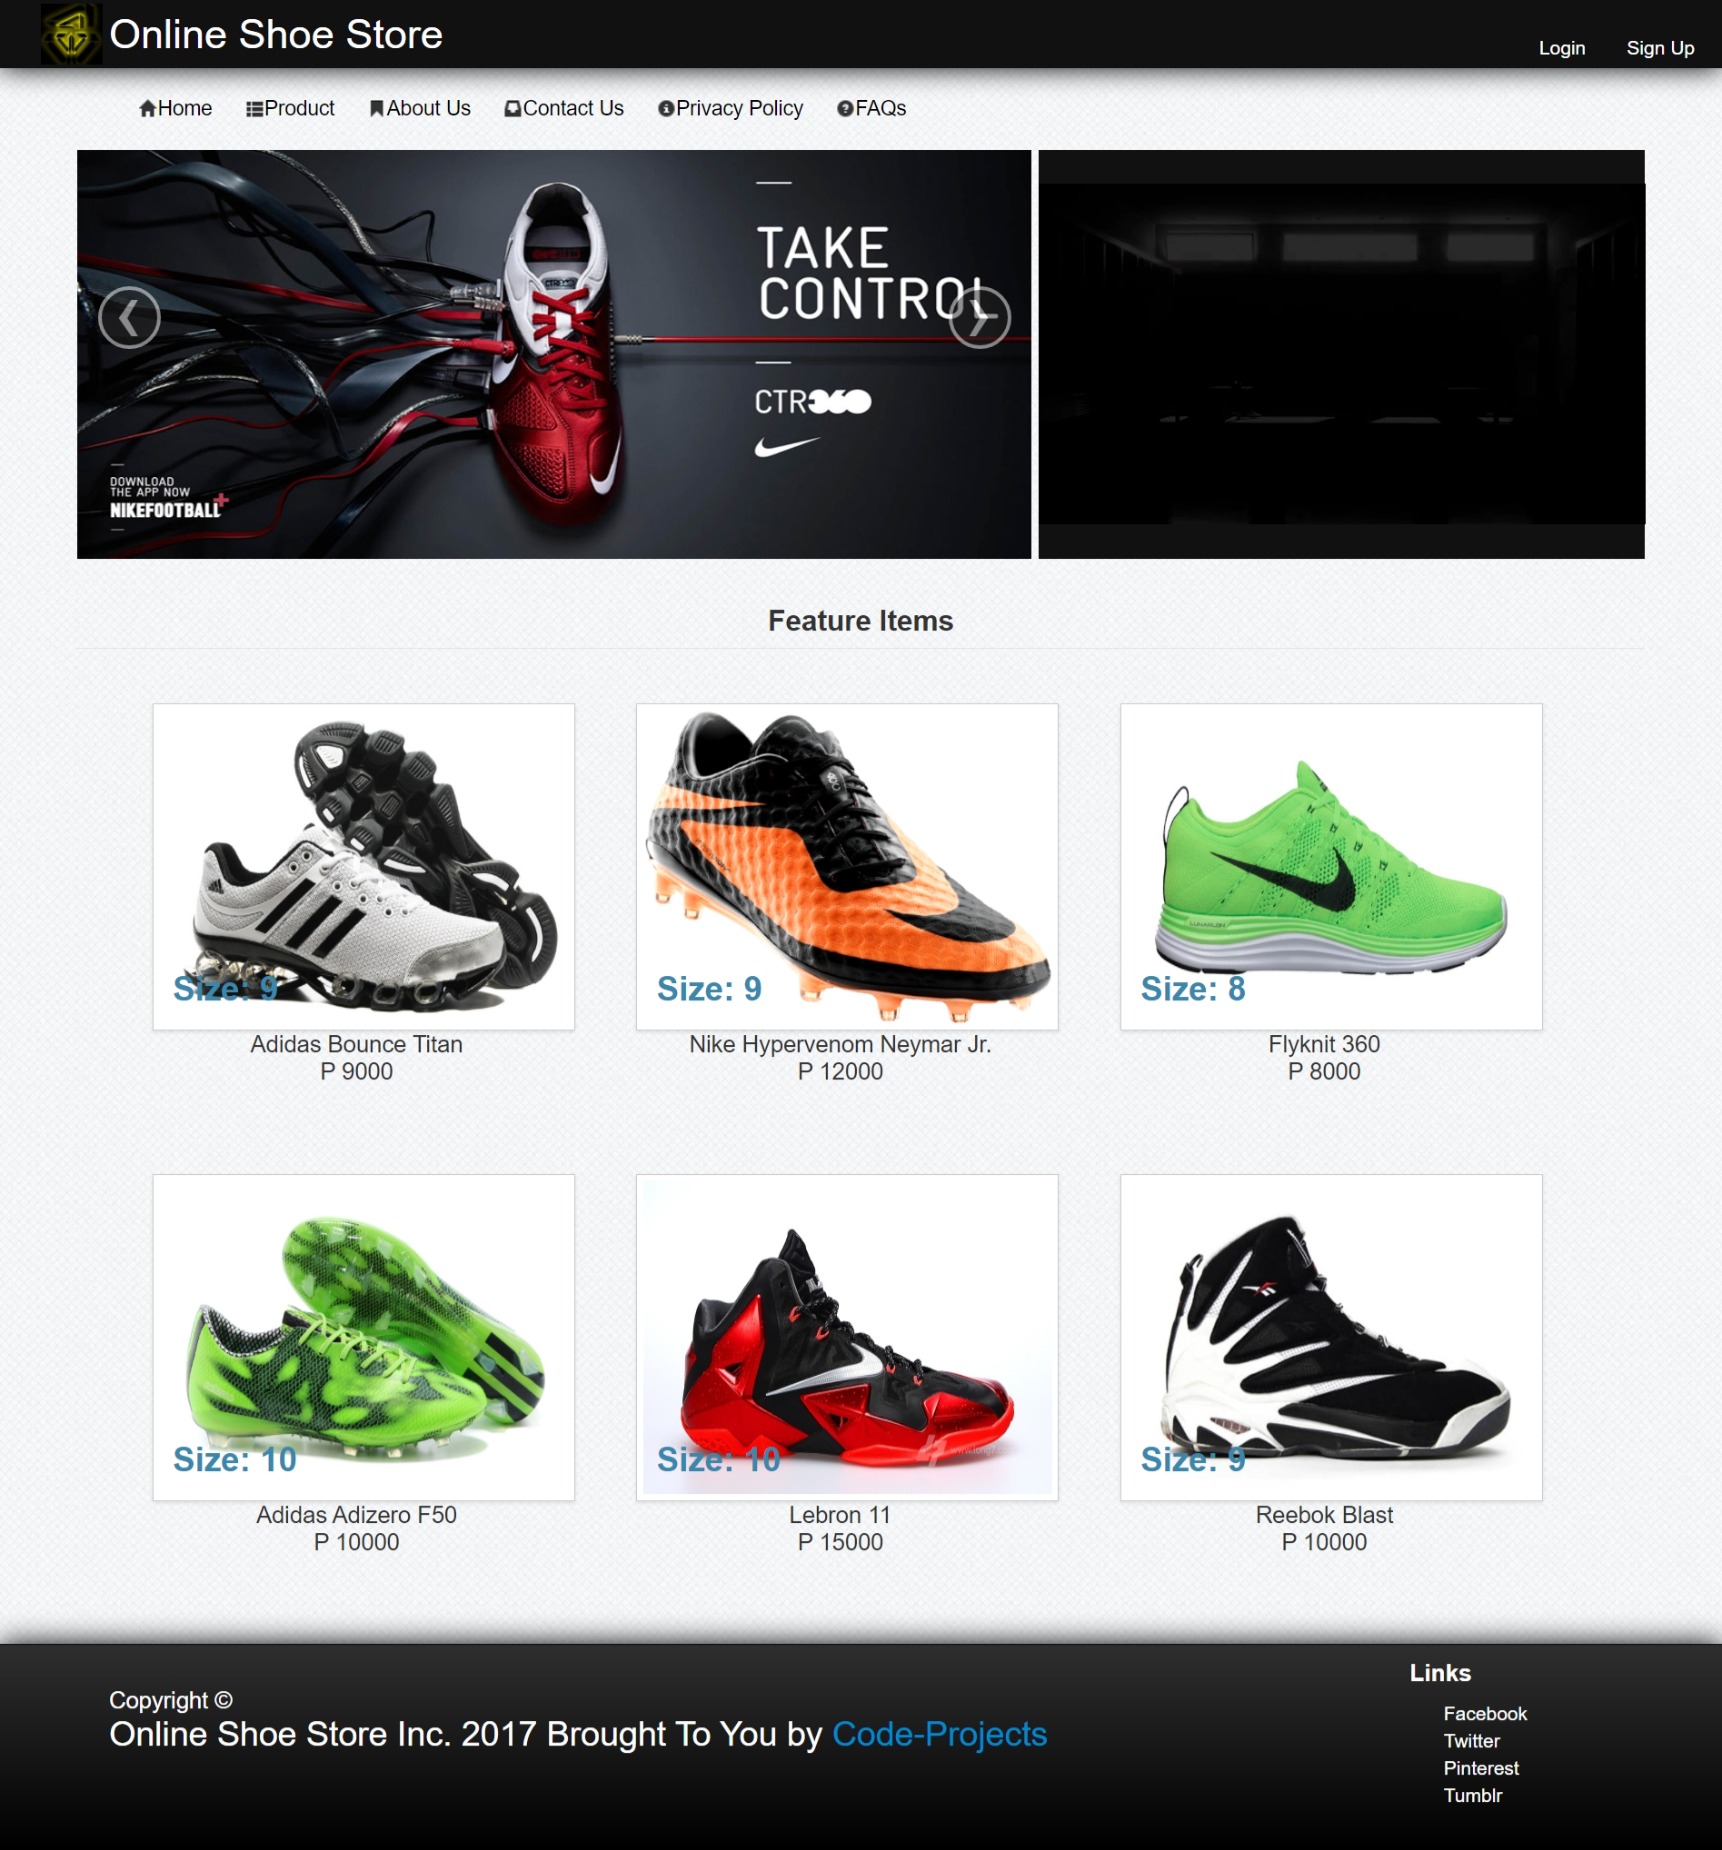 Online Shoe Store
Login
Sign Up
Home
Product
About Us
Contact Us
Privacy Policy
FAQs
TAKE
CONTROL
CTR360
DOWNLOAD
THE APP NOW
NIKEFOOTBALL+
Feature Items
Size: 9
Size: 9
LUNARLON
Size: 8
Adidas Bounce Titan
P 9000
Nike Hypervenom Neymar Jr.
P 12000
Flyknit 360
P 8000
Size: 10
Size: 10
Size: 9
Adidas Adizero F50
P 10000
Lebron 11
P 15000
Reebok Blast
P 10000
Copyright ©
Online Shoe Store Inc. 2017 Brought To You by Code-Projects
Links
Facebook
Twitter
Pinterest
Tumblr